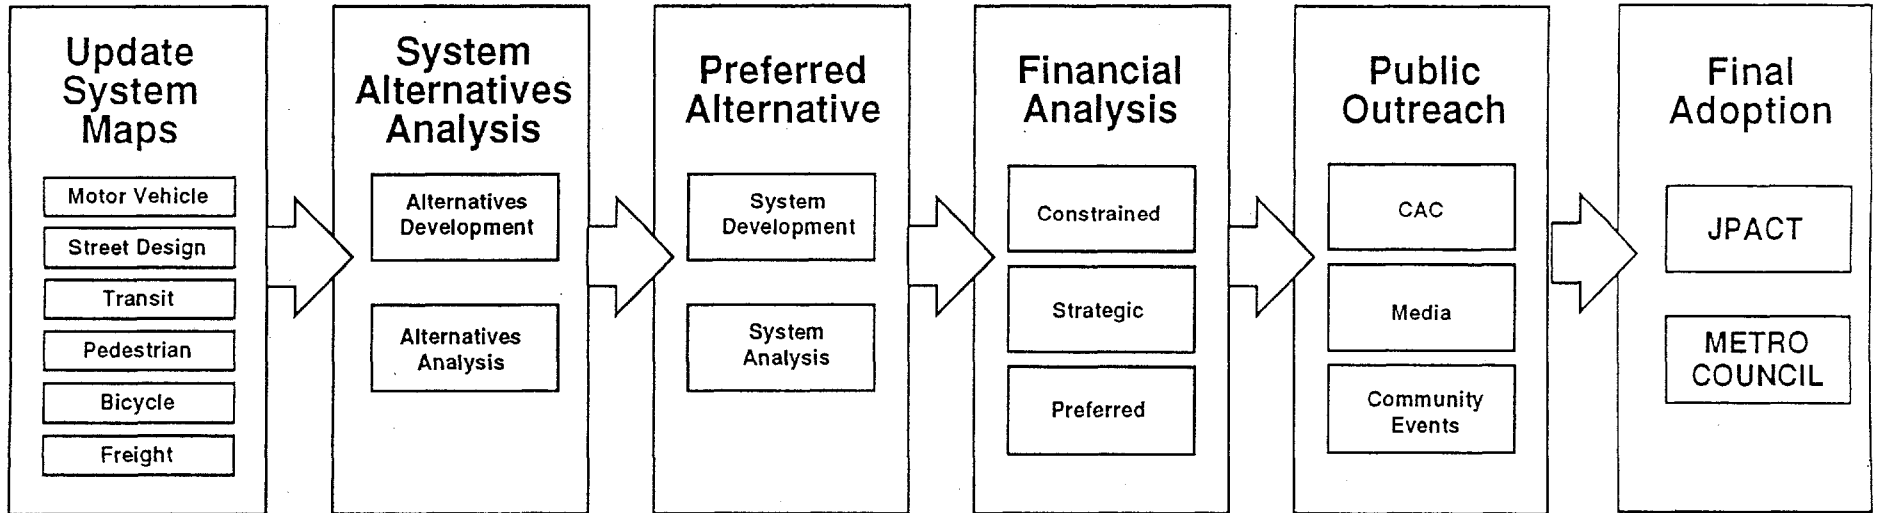 Update
System
Maps
Motor Vehicle
Street Design
Transit
Pedestrian
Bicycle
Freight
System
Alternatives
Analysis
Alternatives
Development
Alternatives
Analysis
Preferred
Alternative
System
Development
System
Analysis
Financial
Analysis
Constrained
Strategic
Preferred
Public
Outreach
CAC
Media
Community
Events
Final
Adoption
JPACT
METRO
COUNCIL